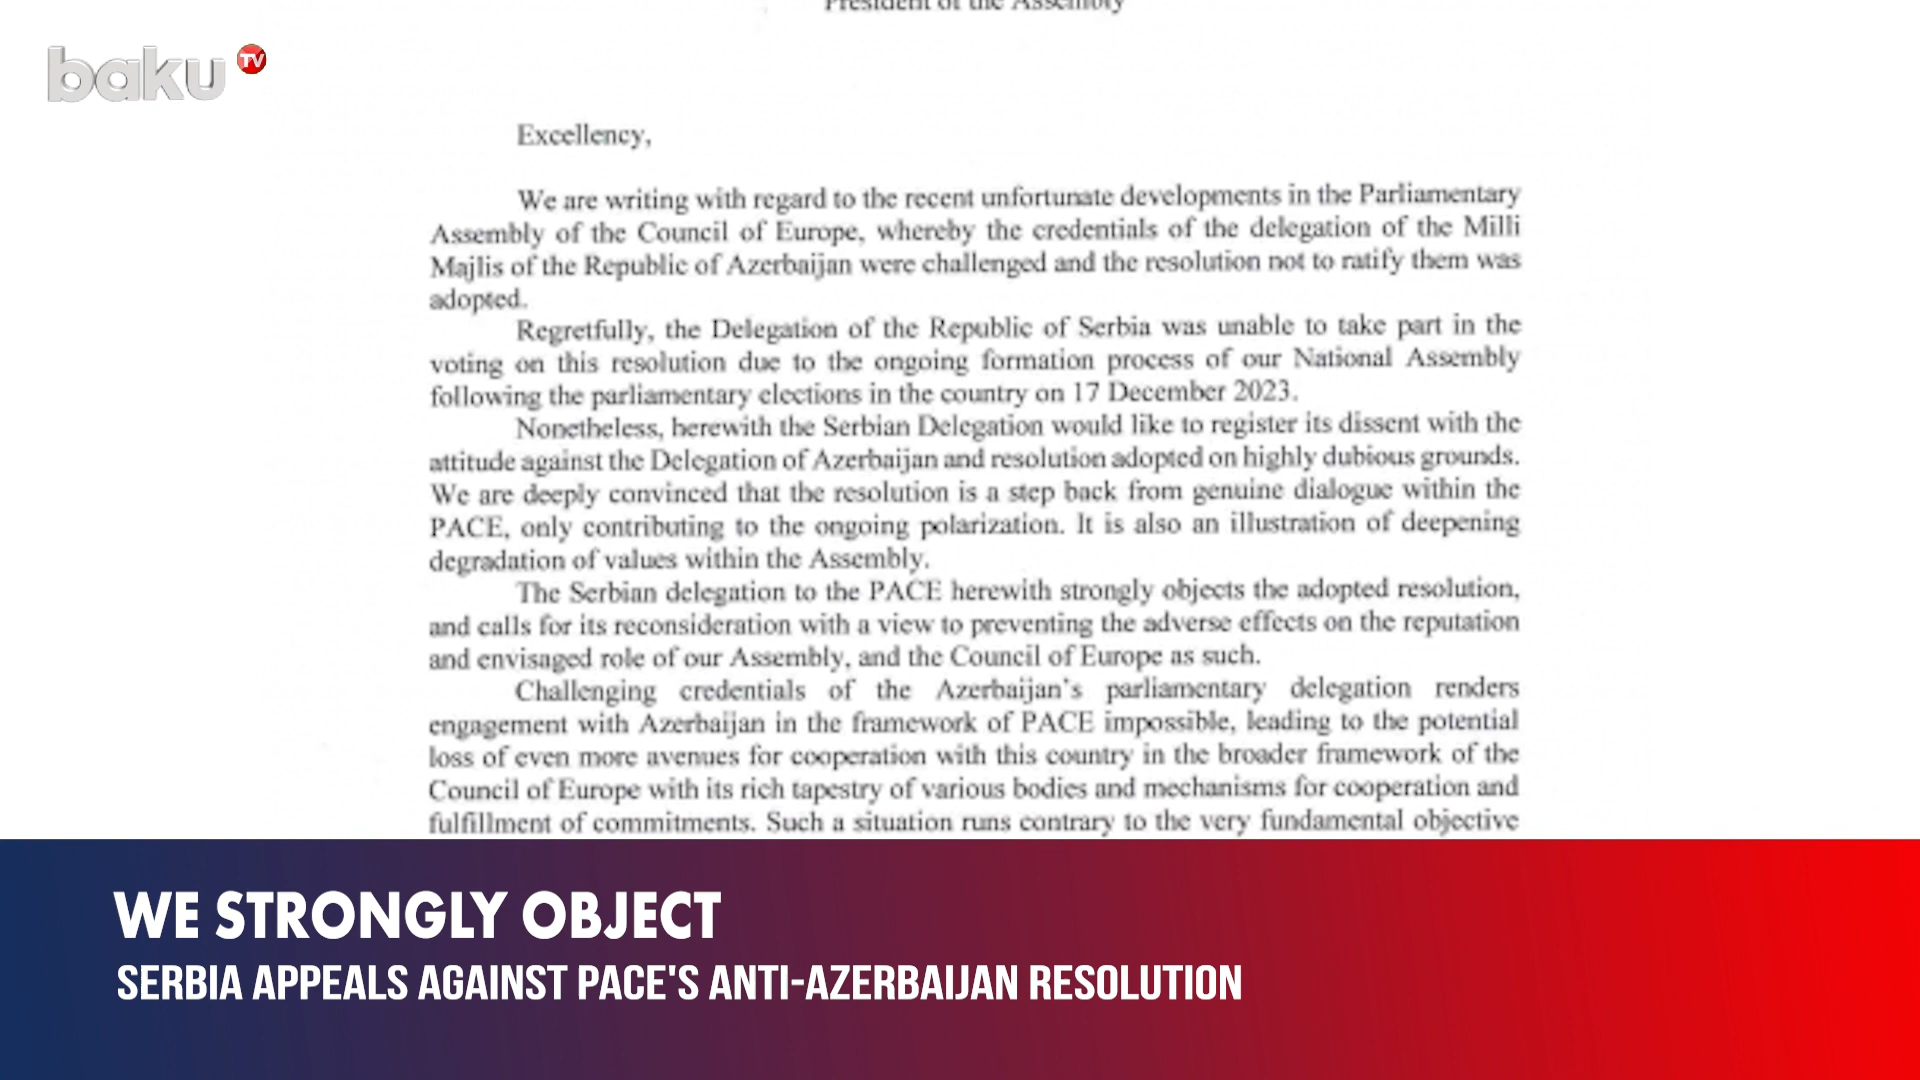 President of the Assembly
baku TV
Excellency,
We are writing with regard to the recent unfortunate developments in the Parliamentary
Assembly of the Council of Europe, whereby the credentials of the delegation of the Milli
Majlis of the Republic of Azerbaijan were challenged and the resolution not to ratify them was
adopted.
Regretfully, the Delegation of the Republic of Serbia was unable to take part in the
voting on this resolution due to the ongoing formation process of our National Assembly
following the parliamentary elections in the country on 17 December 2023.
Nonetheless, herewith the Serbian Delegation would like to register its dissent with the
attitude against the Delegation of Azerbaijan and resolution adopted on highly dubious grounds.
We are deeply convinced that the resolution is a step back from genuine dialogue within the
PACE, only contributing to the ongoing polarization. It is also an illustration of deepening
degradation of values within the Assembly.
The Serbian delegation to the PACE herewith strongly objects the adopted resolution,
and calls for its reconsideration with a view to preventing the adverse effects on the reputation
and envisaged role of our Assembly, and the Council of Europe as such.
Challenging credentials of the Azerbaijan's parliamentary delegation renders
engagement with Azerbaijan in the framework of PACE impossible, leading to the potential
loss of even more avenues for cooperation with this country in the broader framework of the
Council of Europe with its rich tapestry of various bodies and mechanisms for cooperation and
fulfillment of commitments. Such a situation runs contrary to the very fundamental objective
WE STRONGLY OBJECT
SERBIA APPEALS AGAINST PACE'S ANTI-AZERBAIJAN RESOLUTION